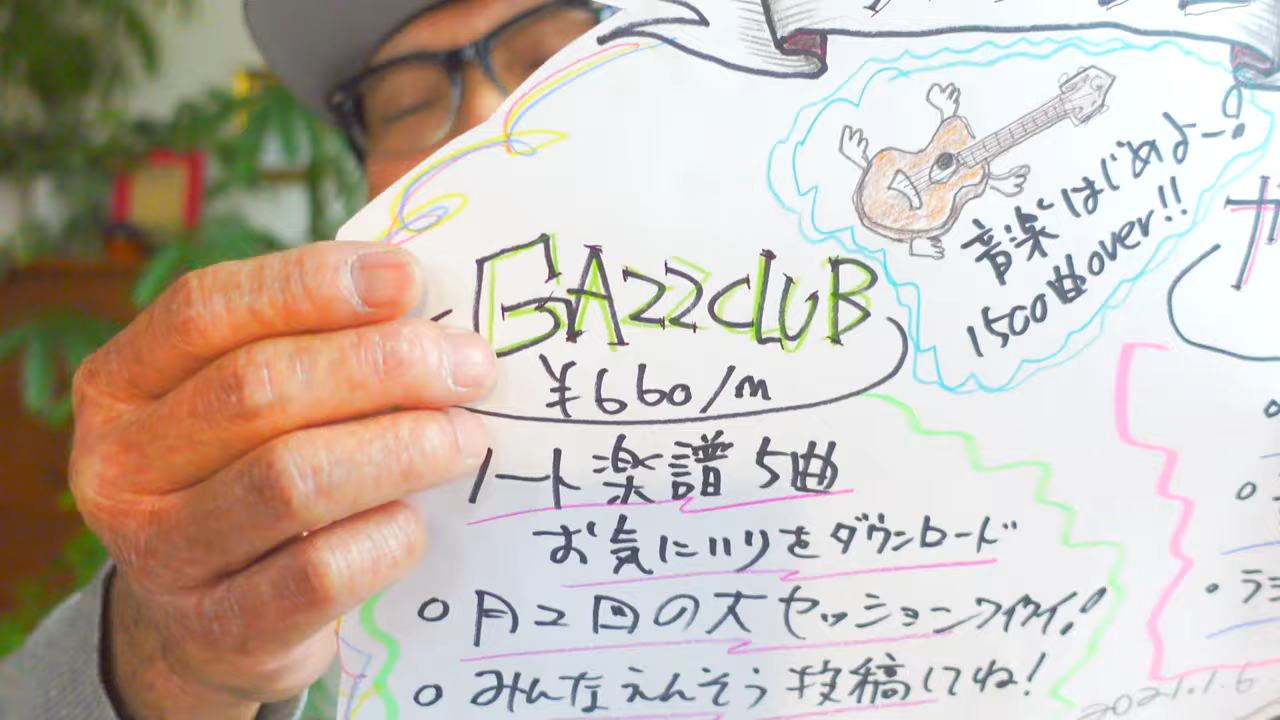 音楽はじめよー!
1500曲over!!
GAZZCLUB
¥660/m
ノート楽譜5曲
お気にいりをダウンロード
○月2回の大セッションワイワイ!
○みんなえんそう投稿してね!
2021.1.6